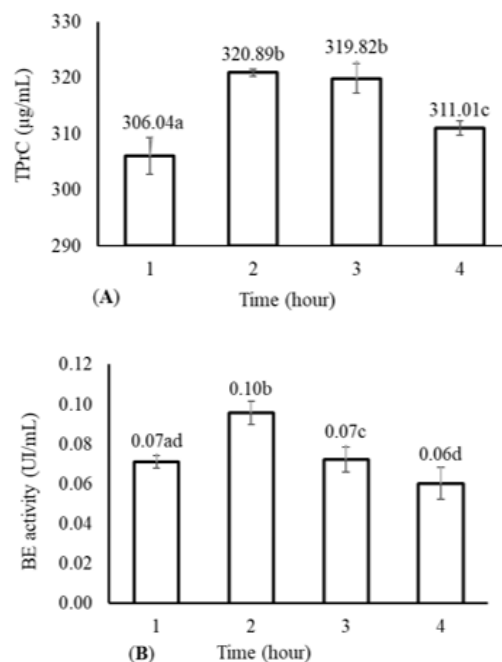 330
320
310
300
290
TPrC (µg/mL)
306.04a
320.89b
319.82b
311.01c
1 2 3 4
(A) Time (hour)
0.12
0.10
0.08
0.06
0.04
0.02
0.00
BE activity (UI/mL)
0.07ad
0.10b
0.07c
0.06d
1 2 3 4
(B) Time (hour)